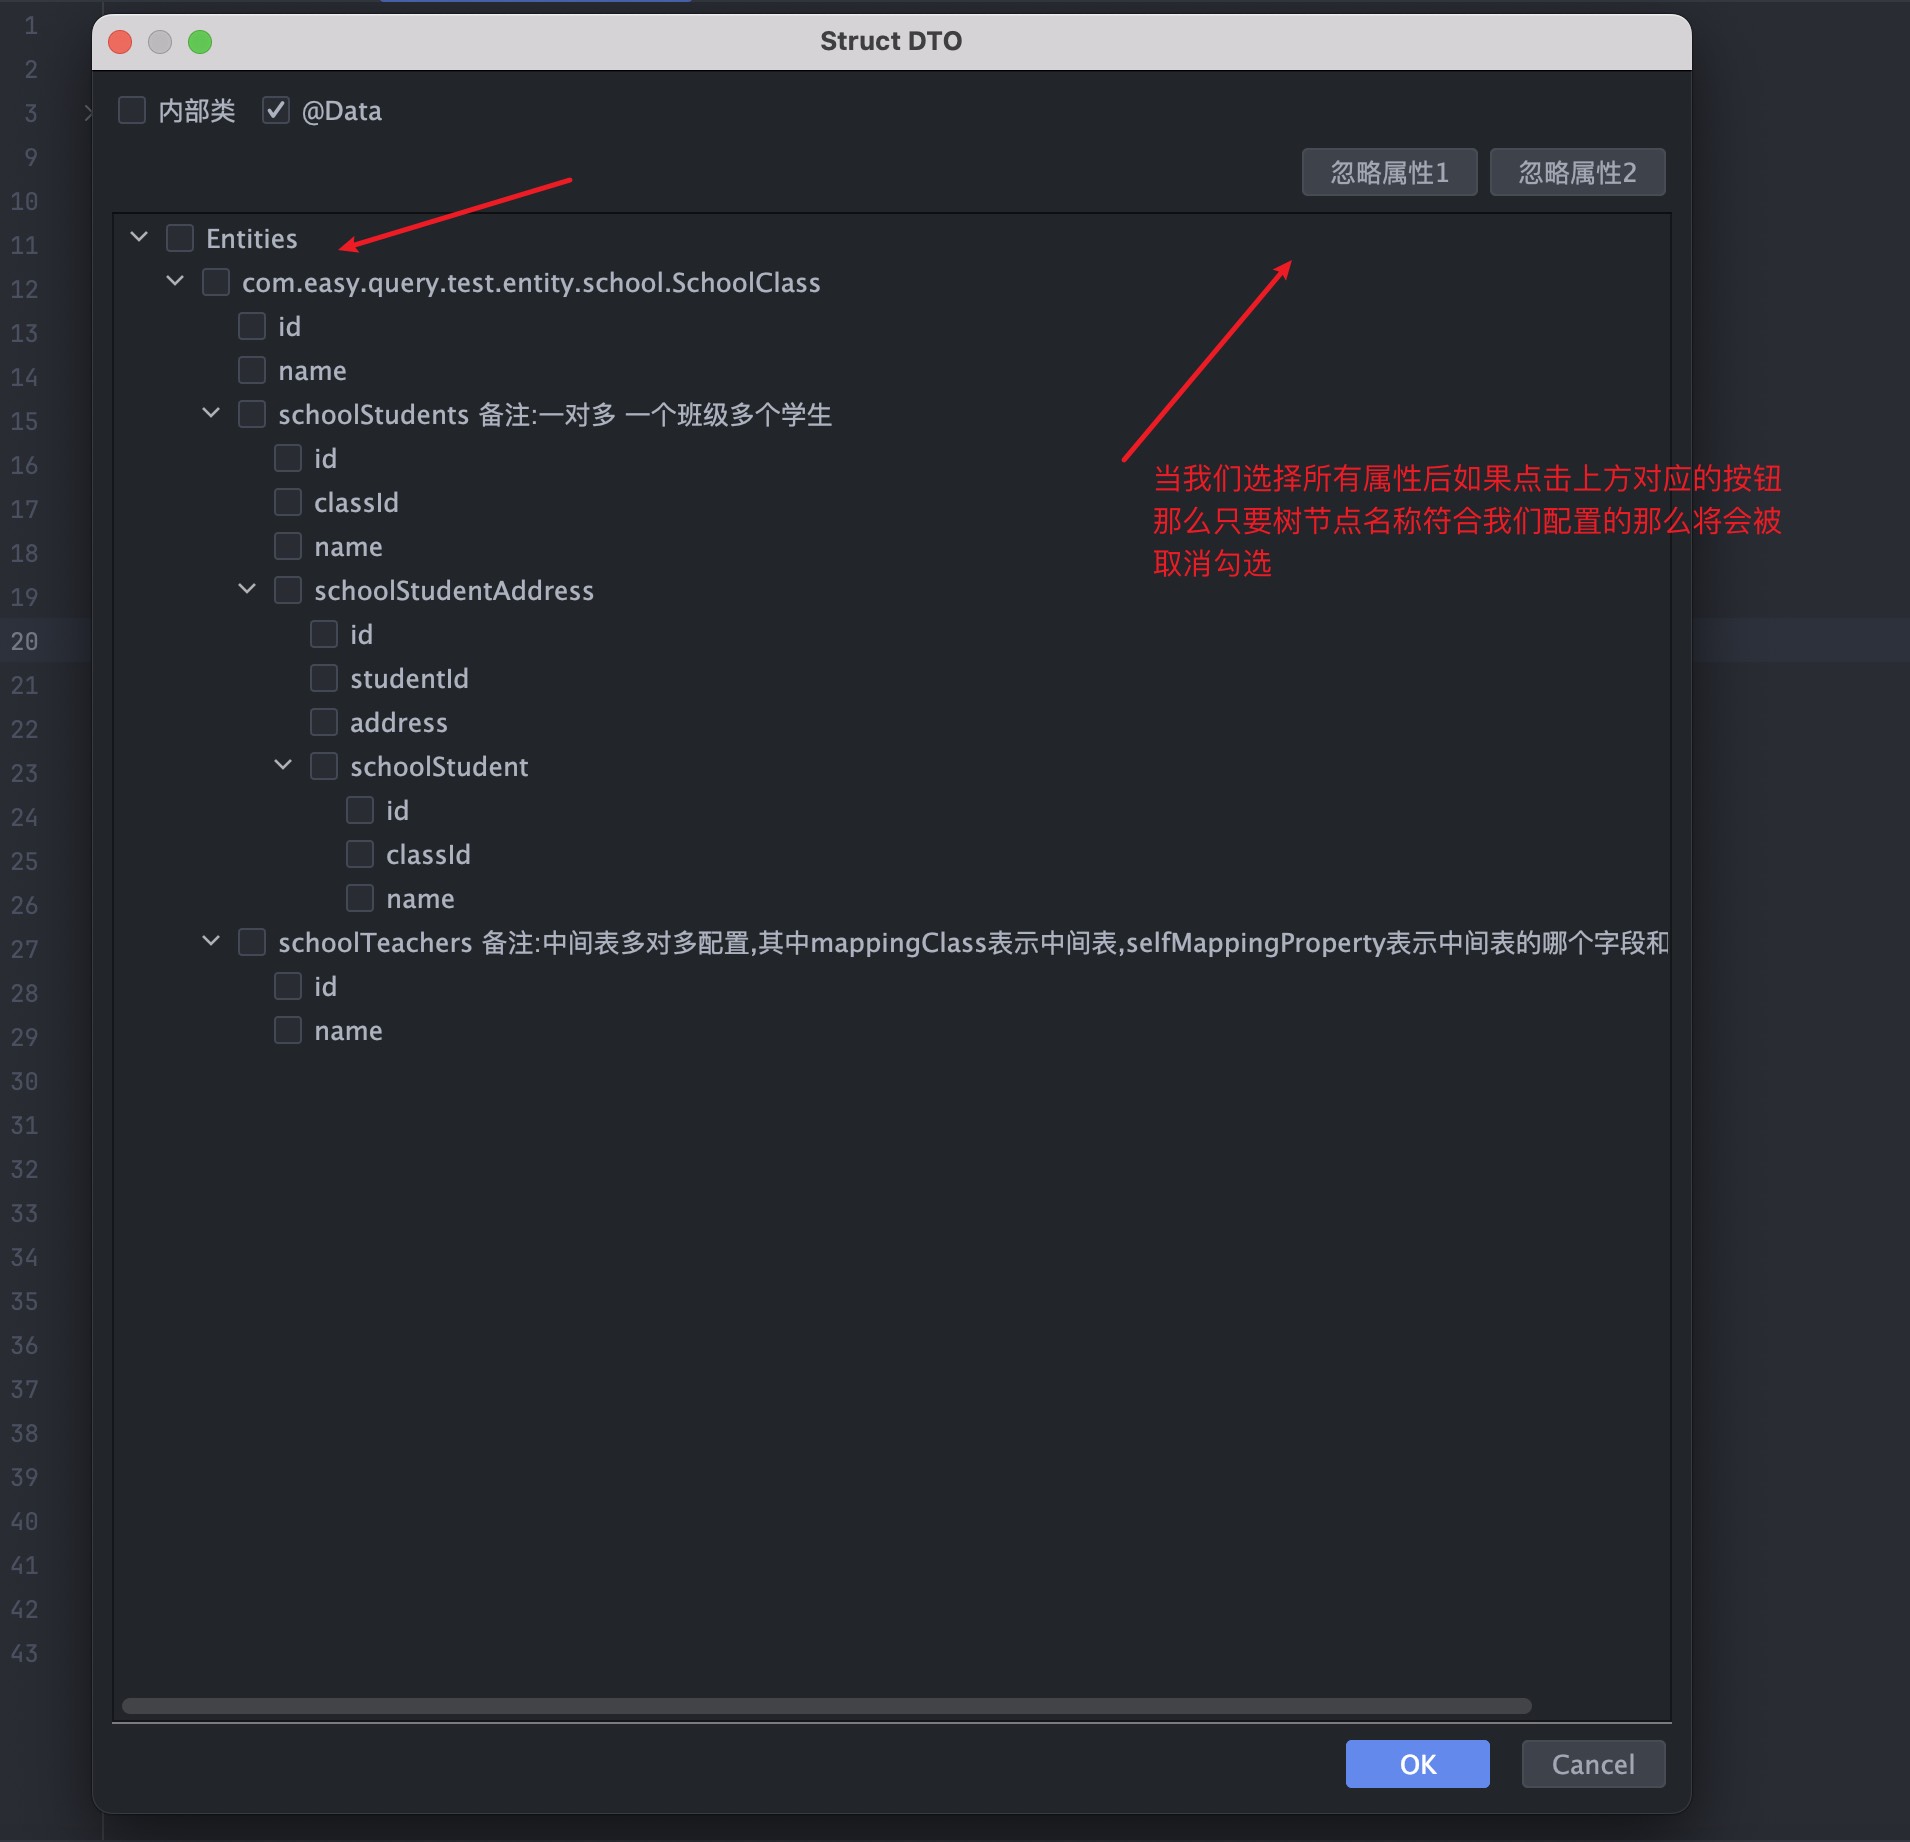 Struct DTO
内部类 @Data
忽略属性1 忽略属性2
Entities
com.easy.query.test.entity.school.SchoolClass
id
name
schoolStudents 备注:一对多 一个班级多个学生
id
classId
name
schoolStudentAddress
id
studentId
address
schoolStudent
id
classId
name
schoolTeachers 备注:中间表多对多配置,其中mappingClass表示中间表,selfMappingProperty表示中间表的哪个字段和
id
name
当我们选择所有属性后如果点击上方对应的按钮
那么只要树节点名称符合我们配置的那么将会被
取消勾选
OK Cancel
1
2
3
9
10
11
12
13
14
15
16
17
18
19
20
21
22
23
24
25
26
27
28
29
30
31
32
33
34
35
36
37
38
39
40
41
42
43